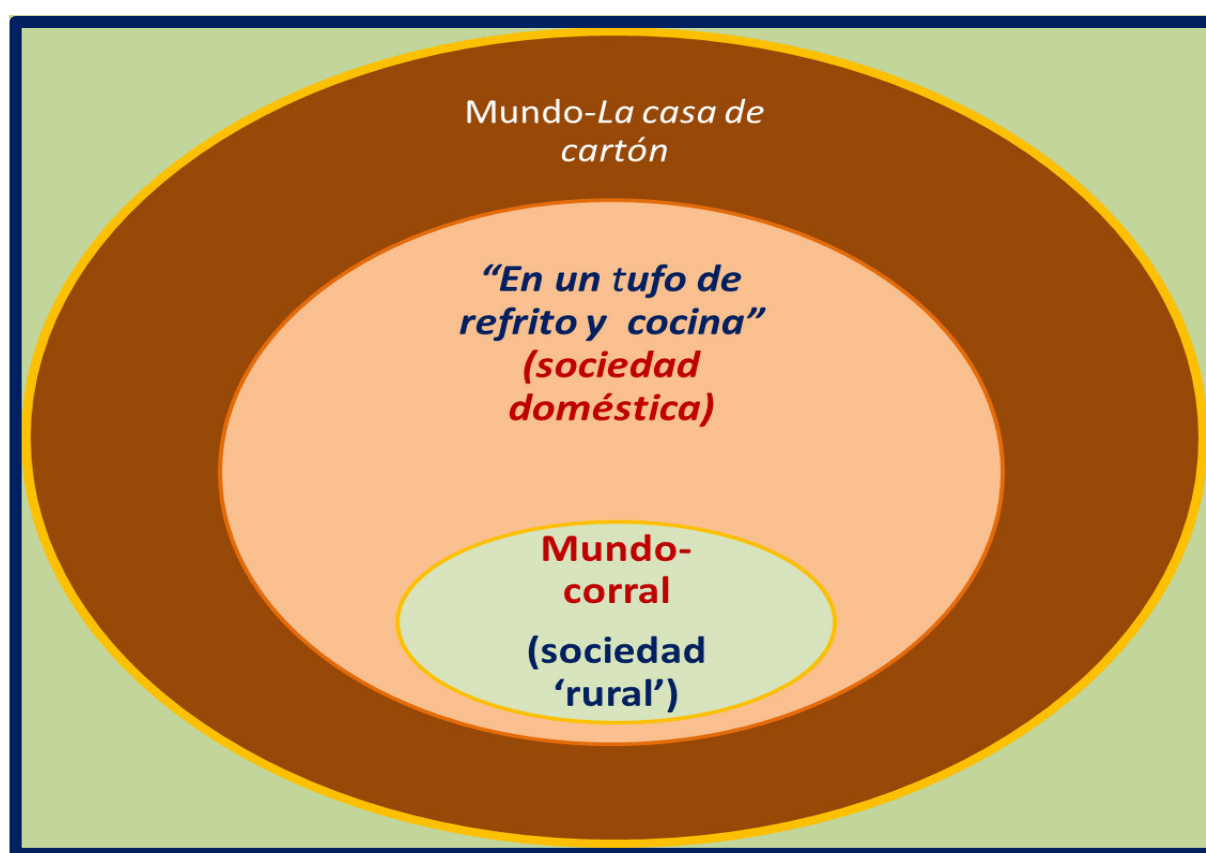 Mundo-La casa de
cartón
“En un tufo de
refrito y  cocina”
(sociedad
doméstica)
Mundo-
corral
(sociedad
‘rural’)